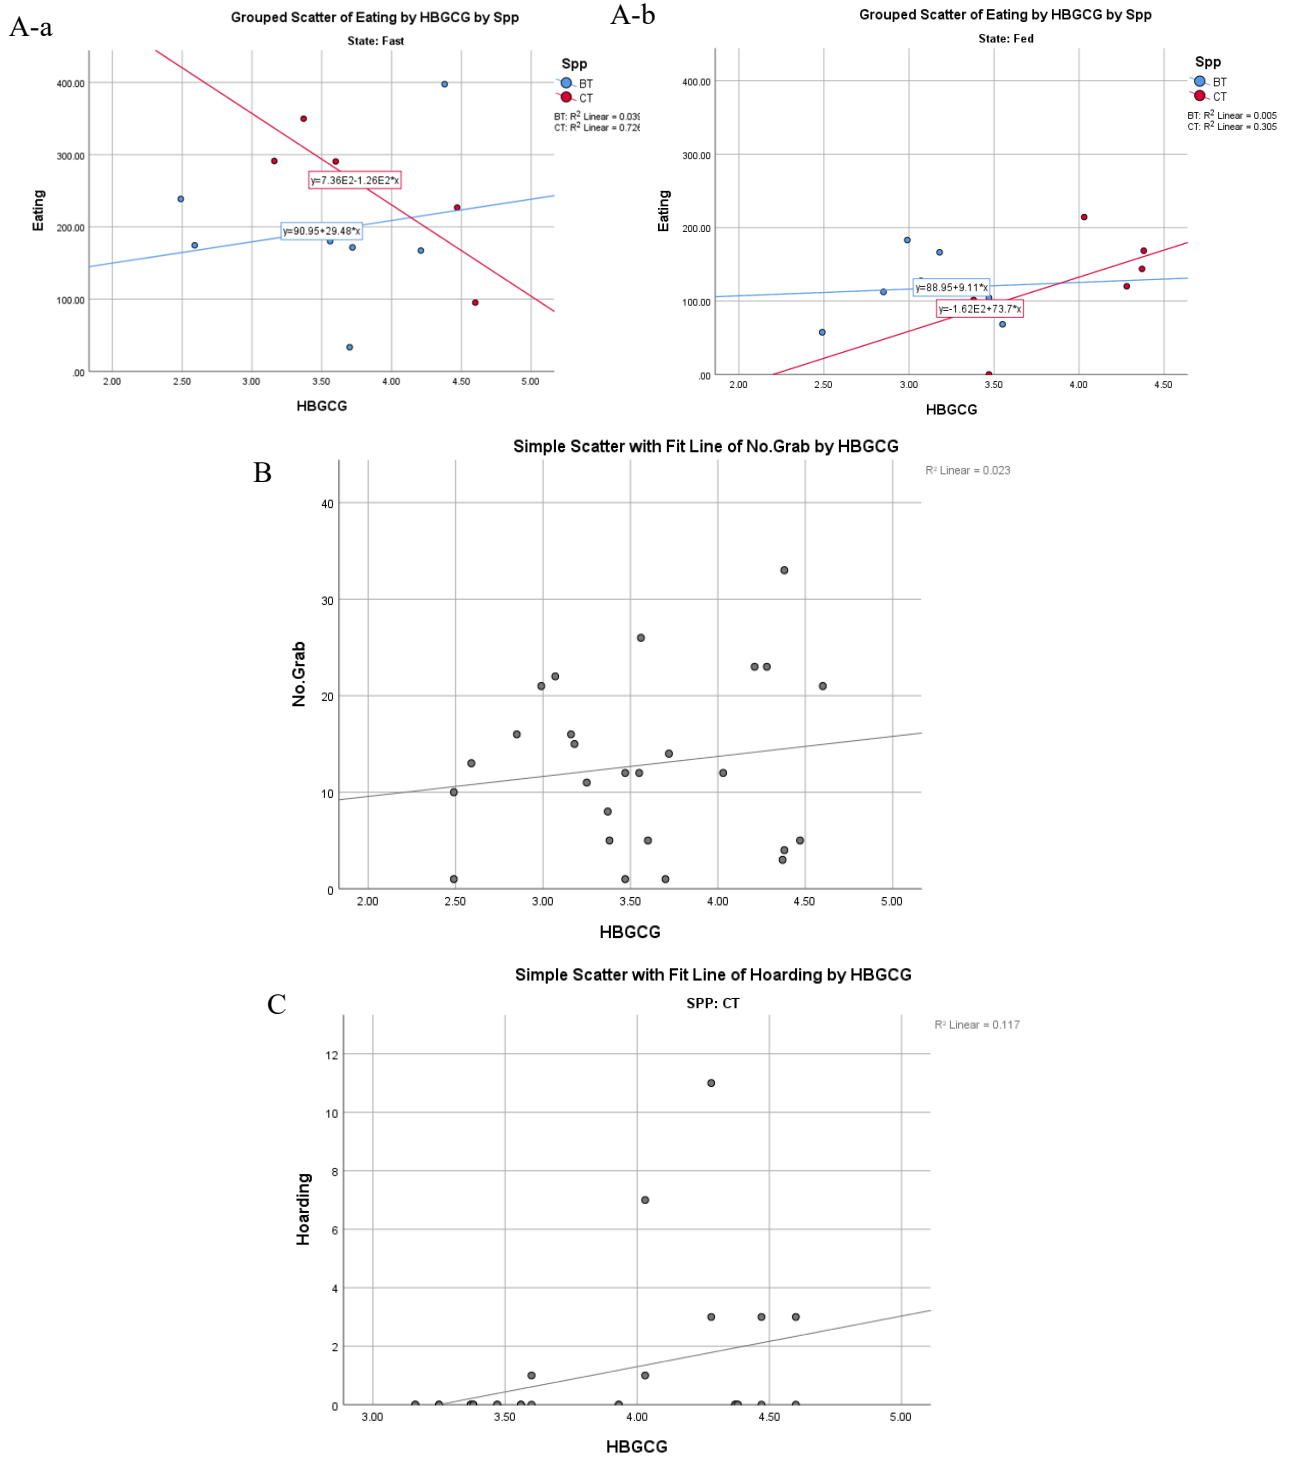 A-a
Grouped Scatter of Eating by HBGCG by Spp
State: Fast
Spp
BT
CT
BT: R² Linear = 0.039
CT: R² Linear = 0.726
Eating
400.00
300.00
200.00
100.00
.00
y=7.36E2-1.26E2*x
y=90.95+29.48*x
2.00 2.50 3.00 3.50 4.00 4.50 5.00
HBGCG
A-b
Grouped Scatter of Eating by HBGCG by Spp
State: Fed
Spp
BT
CT
BT: R² Linear = 0.005
CT: R² Linear = 0.305
Eating
400.00
300.00
200.00
100.00
.00
y=88.95+9.11*x
y=-1.62E2+73.7*x
2.00 2.50 3.00 3.50 4.00 4.50
HBGCG
B
Simple Scatter with Fit Line of No.Grab by HBGCG
R² Linear = 0.023
No.Grab
40
30
20
10
0
2.00 2.50 3.00 3.50 4.00 4.50 5.00
HBGCG
C
Simple Scatter with Fit Line of Hoarding by HBGCG
SPP: CT
R² Linear = 0.117
Hoarding
12
10
8
6
4
2
0
3.00 3.50 4.00 4.50 5.00
HBGCG